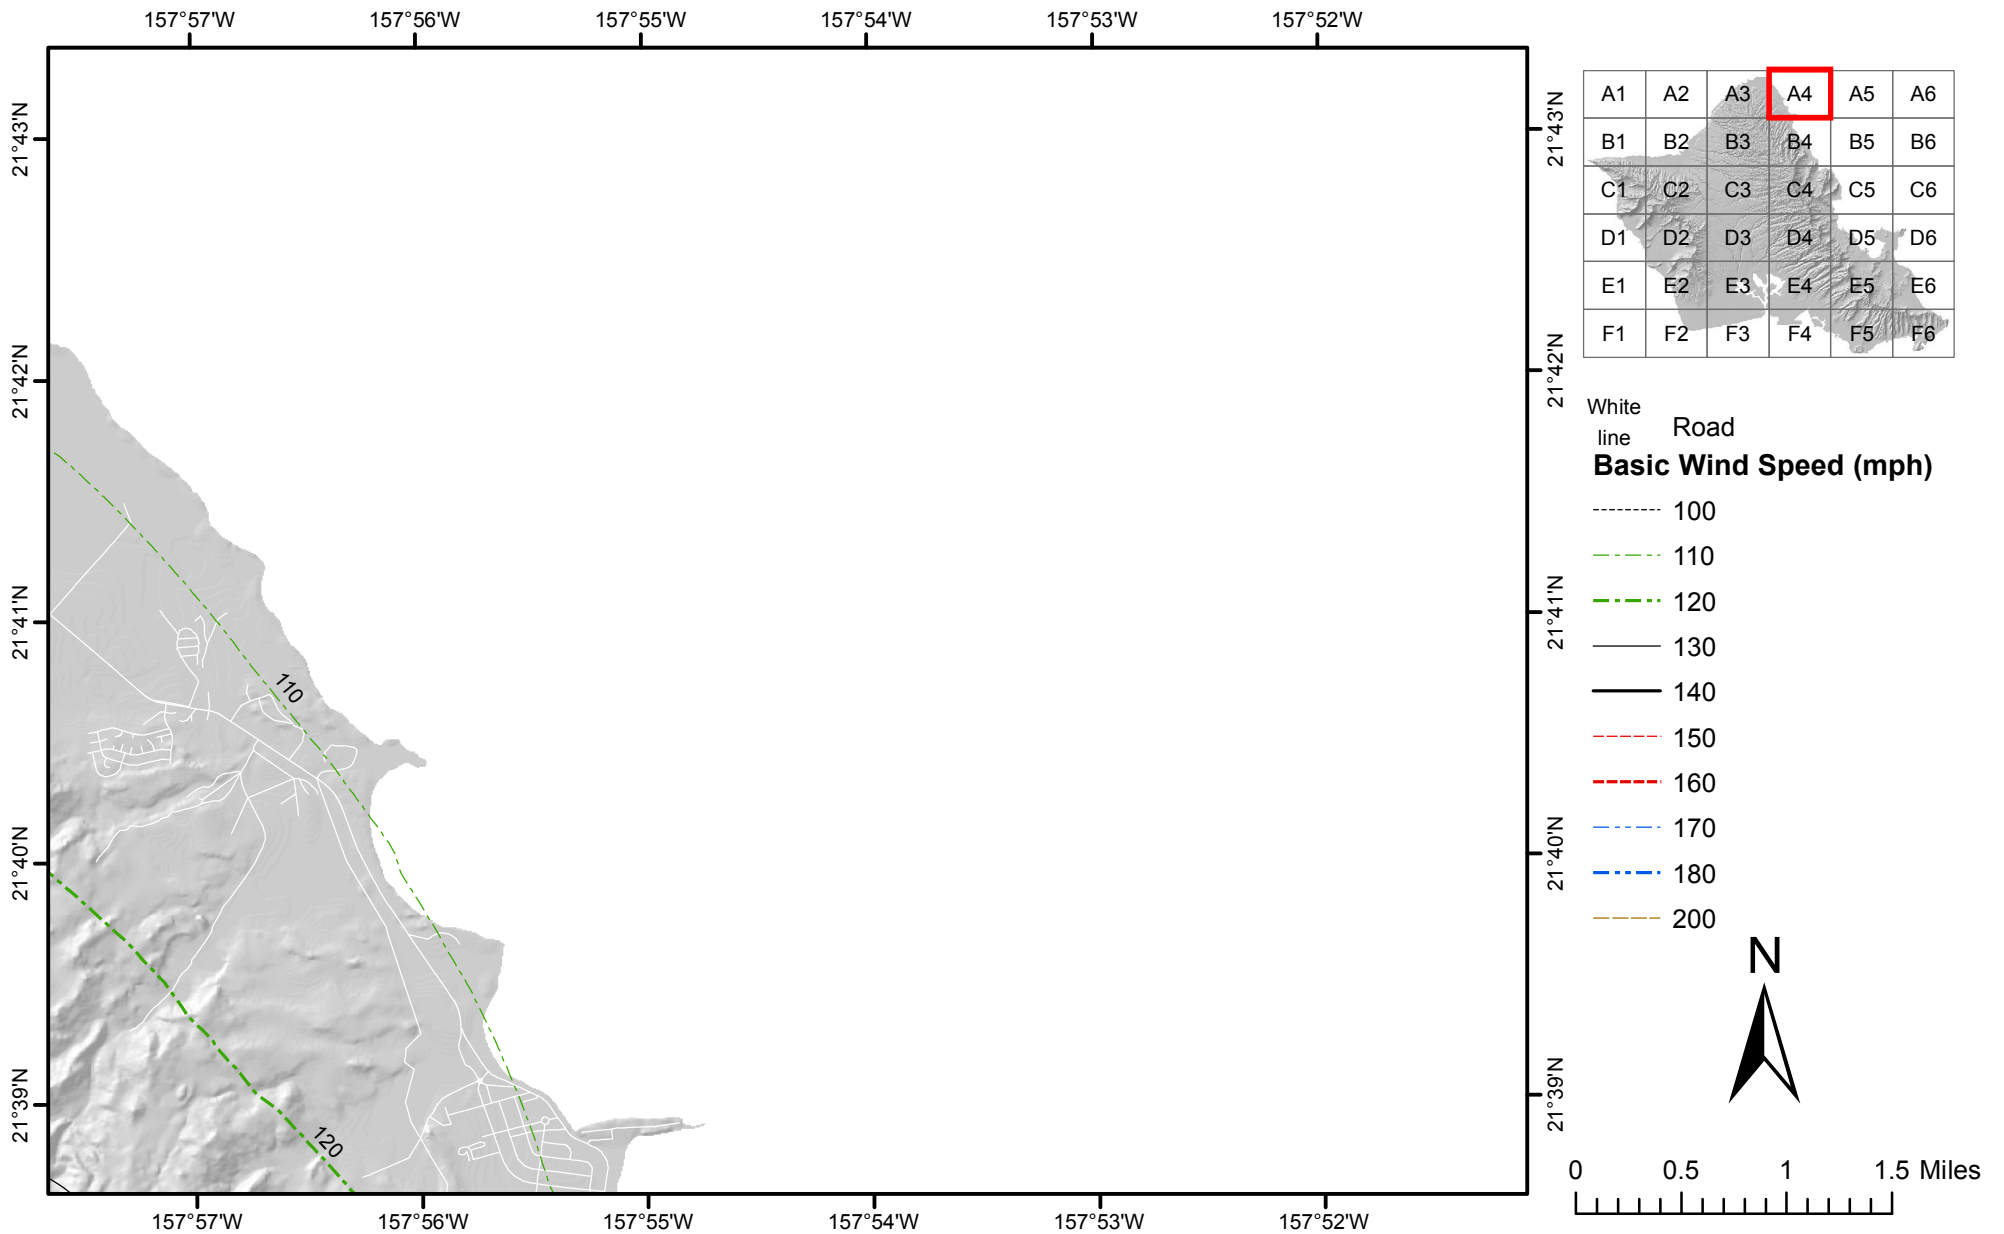 157°57'W 157°56'W 157°55'W 157°54'W 157°53'W 157°52'W
21°43'N
21°42'N
21°41'N
21°40'N
21°39'N
110
120
21°43'N
21°42'N
21°41'N
21°40'N
21°39'N
157°57'W 157°56'W 157°55'W 157°54'W 157°53'W 157°52'W
A1 A2 A3 A4 A5 A6
B1 B2 B3 B4 B5 B6
C1 C2 C3 C4 C5 C6
D1 D2 D3 D4 D5 D6
E1 E2 E3 E4 E5 E6
F1 F2 F3 F4 F5 F6
White
line
Road
Basic Wind Speed (mph)
100
110
120
130
140
150
160
170
180
200
N
0 0.5 1 1.5 Miles